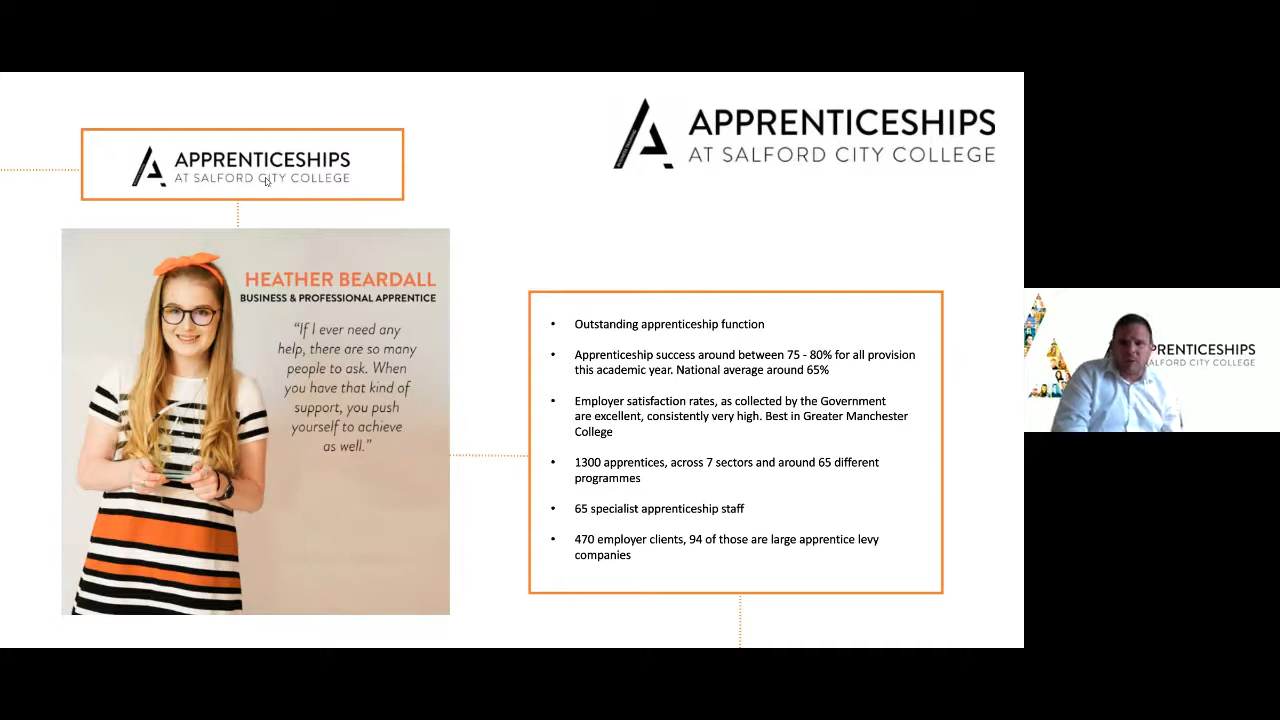 APPRENTICESHIPS
AT SALFORD CITY COLLEGE
APPRENTICESHIPS
AT SALFORD CITY COLLEGE
HEATHER BEARDALL
BUSINESS & PROFESSIONAL APPRENTICE
“If I ever need any
help, there are so many
people to ask. When
you have that kind of
support, you push
yourself to achieve
as well.”
• Outstanding apprenticeship function
• Apprenticeship success around between 75 - 80% for all provision
this academic year. National average around 65%
• Employer satisfaction rates, as collected by the Government
are excellent, consistently very high. Best in Greater Manchester
College
• 1300 apprentices, across 7 sectors and around 65 different
programmes
• 65 specialist apprenticeship staff
• 470 employer clients, 94 of those are large apprentice levy
companies
PRENTICESHIPS
SALFORD CITY COLLEGE